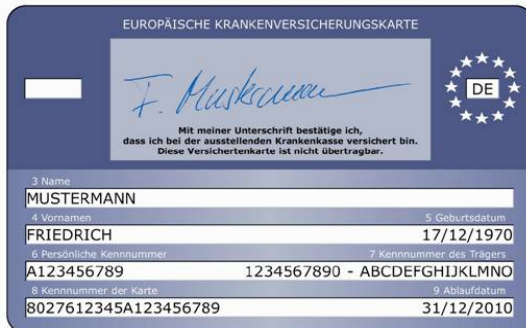 EUROPÄISCHE KRANKENVERSICHERUNGSKARTE
F. Mustermann
DE
Mit meiner Unterschrift bestätige ich,
dass ich bei der ausstellenden Krankenkasse versichert bin.
Diese Versichertenkarte ist nicht übertragbar.
3 Name
MUSTERMANN
4 Vornamen 5 Geburtsdatum
FRIEDRICH 17/12/1970
6 Persönliche Kennnummer 7 Kennnummer des Trägers
A123456789 1234567890 - ABCDEFGHIJKLMNO
8 Kennnummer der Karte 9 Ablaufdatum
8027612345A123456789 31/12/2010